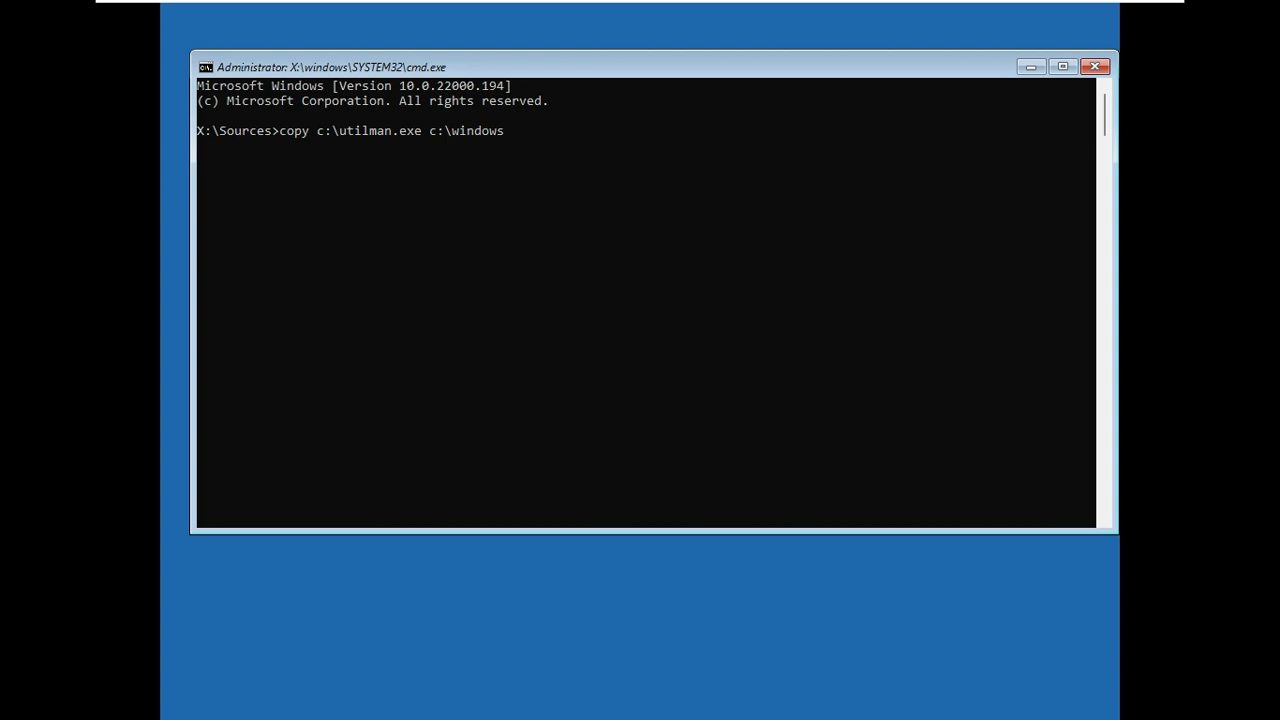 Administrator: X:\windows\SYSTEM32\cmd.exe
Microsoft Windows [Version 10.0.22000.194]
(c) Microsoft Corporation. All rights reserved.
X:\Sources>copy c:\utilman.exe c:\windows